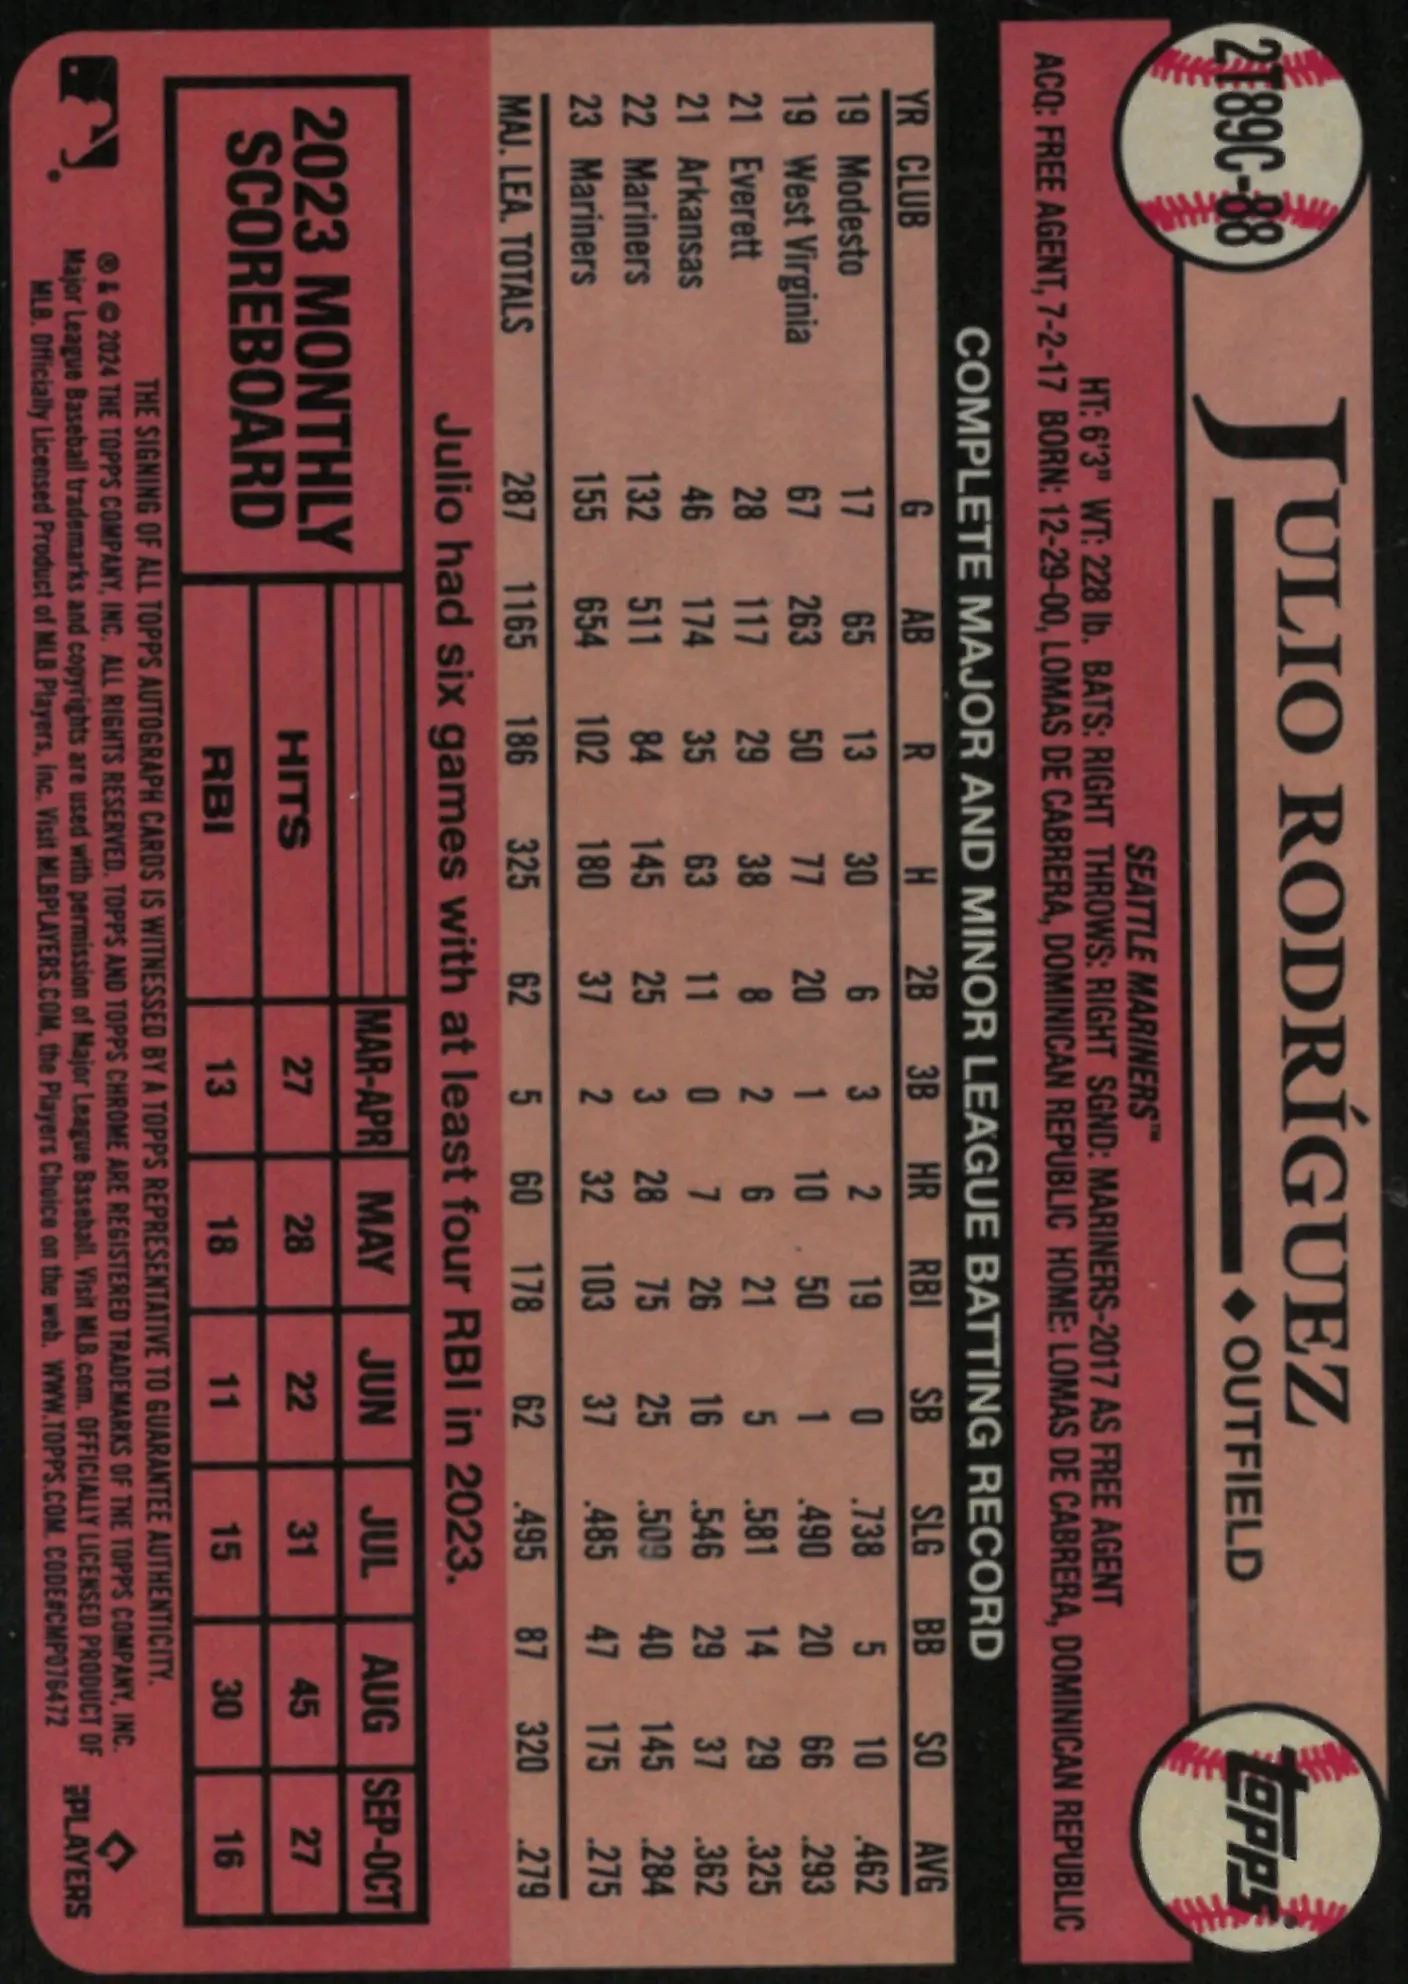 2T89C-88
JULIO RODRÍGUEZ
◆ OUTFIELD
topps®
SEATTLE MARINERS™
HT: 6'3" WT: 228 lb. BATS: RIGHT THROWS: RIGHT SGND: MARINERS-2017 AS FREE AGENT
ACQ: FREE AGENT, 7-2-17 BORN: 12-29-00, LOMAS DE CABRERA, DOMINICAN REPUBLIC HOME: LOMAS DE CABRERA, DOMINICAN REPUBLIC
COMPLETE MAJOR AND MINOR LEAGUE BATTING RECORD
YR CLUB G AB R H 2B 3B HR RBI SB SLG BB SO AVG
19 Modesto 17 65 13 30 6 3 2 19 0 .738 5 10 .462
19 West Virginia 67 263 50 77 20 1 10 50 1 .490 20 66 .293
21 Everett 28 117 29 38 8 2 6 21 5 .581 14 29 .325
21 Arkansas 46 174 35 63 11 0 7 26 16 .546 29 37 .362
22 Mariners 132 511 84 145 25 3 28 75 25 .509 40 145 .284
23 Mariners 155 654 102 180 37 2 32 103 37 .485 47 175 .275
MAJ. LEA. TOTALS 287 1165 186 325 62 5 60 178 62 .495 87 320 .279
Julio had six games with at least four RBI in 2023.
2023 MONTHLY
SCOREBOARD
MAR-APR MAY JUN JUL AUG SEP-OCT
HITS 27 28 22 31 45 27
RBI 13 18 11 15 30 16
THE SIGNING OF ALL TOPPS AUTOGRAPH CARDS IS WITNESSED BY A TOPPS REPRESENTATIVE TO GUARANTEE AUTHENTICITY.
® & © 2024 THE TOPPS COMPANY, INC. ALL RIGHTS RESERVED. TOPPS AND TOPPS CHROME ARE REGISTERED TRADEMARKS OF THE TOPPS COMPANY, INC.
Major League Baseball trademarks and copyrights are used with permission of Major League Baseball. Visit MLB.com. OFFICIALLY LICENSED PRODUCT OF
MLB. Officially Licensed Product of MLB Players, Inc. Visit MLBPLAYERS.COM, the Players Choice on the web. WWW.TOPPS.COM. CODE#CMP076472
®
MLB PLAYERS